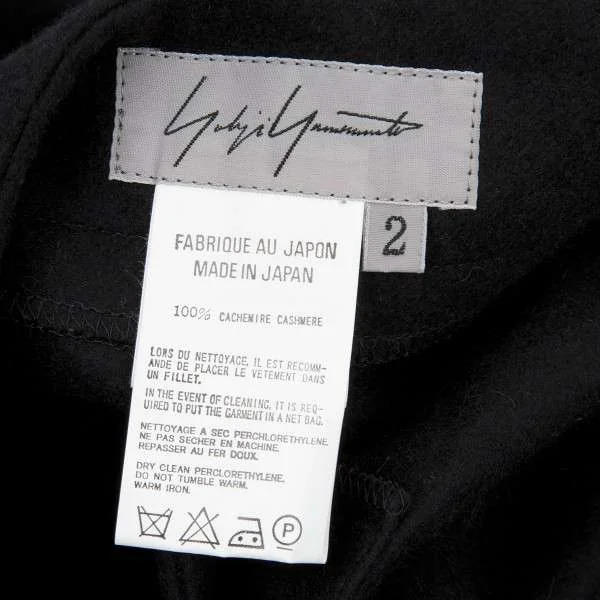 Yohji Yamamoto
2
FABRIQUE AU JAPON
MADE IN JAPAN
100% CACHEMIRE CASHMERE
LORS DU NETTOYAGE, IL EST RECOMM-
ANDE DE PLACER LE VETEMENT DANS
UN FILLET.
IN THE EVENT OF CLEANING, IT IS REQ-
UIRED TO PUT THE GARMENT IN A NET BAG.
NETTOYAGE A SEC PERCHLORETHYLENE.
NE PAS SECHER EN MACHINE.
REPASSER AU FER DOUX.
DRY CLEAN PERCLORETHYLENE.
DO NOT TUMBLE WARM.
WARM IRON.
P